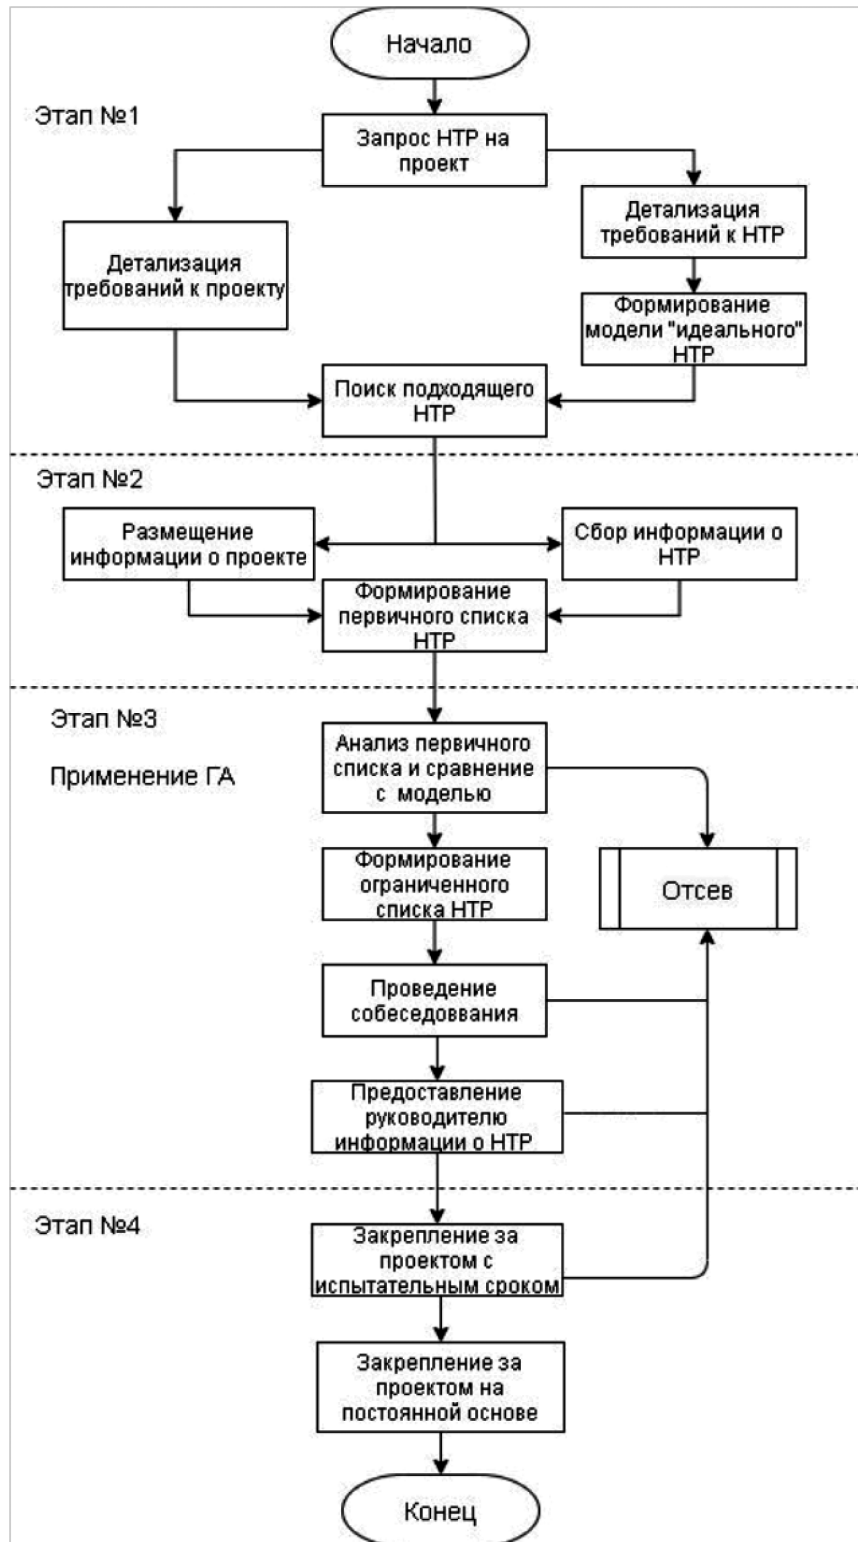 Начало
Этап №1
Запрос НТР на
проект
Детализация
требований к НТР
Детализация
требований к проекту
Формирование
модели "идеального"
НТР
Поиск подходящего
НТР
Этап №2
Размещение
информации о проекте
Сбор информации о
НТР
Формирование
первичного списка
НТР
Этап №3
Применение ГА
Анализ первичного
списка и сравнение
с моделью
Формирование
ограниченного
списка НТР
Отсев
Проведение
собеседоввания
Предоставление
руководителю
информации о НТР
Этап №4
Закрепление за
проектом с
испытательным сроком
Закрепление за
проектом на
постоянной основе
Конец